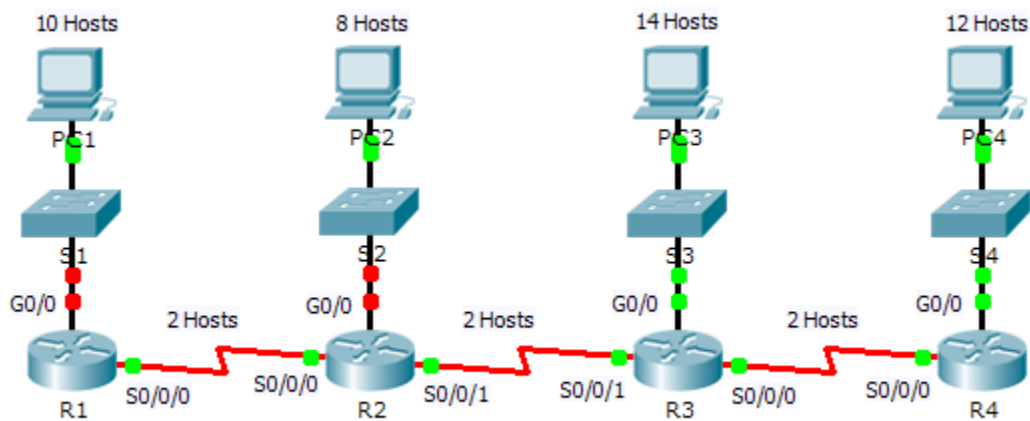 10 Hosts 8 Hosts 14 Hosts 12 Hosts
PC1 PC2 PC3 PC4
S1 S2 S3 S4
G0/0 G0/0 G0/0 G0/0
2 Hosts 2 Hosts 2 Hosts
S0/0/0 S0/0/0 S0/0/1 S0/0/1 S0/0/0 S0/0/0
R1 R2 R3 R4